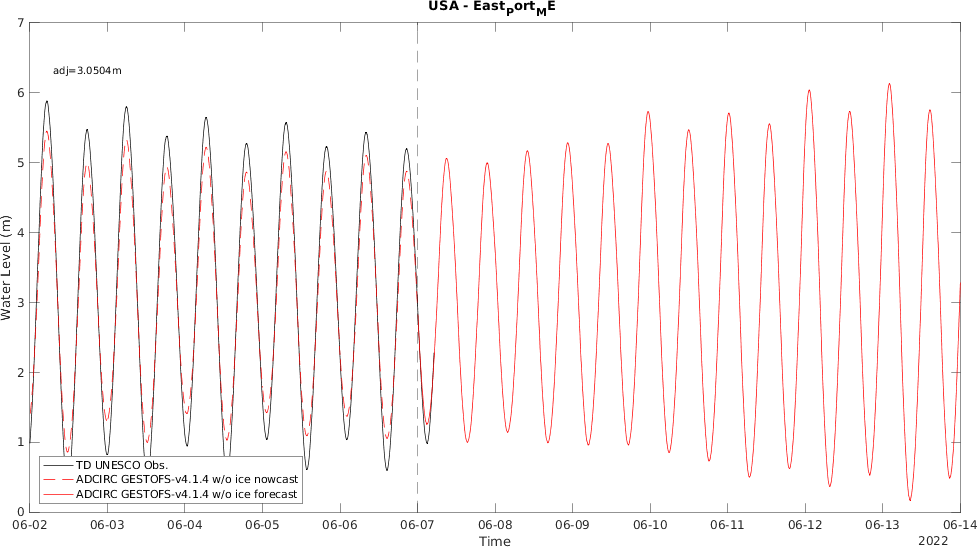 USA - EastPortME
adj=3.0504m
Water Level (m)
7
6
5
4
3
2
1
0
TD UNESCO Obs.
ADCIRC GESTOFS-v4.1.4 w/o ice nowcast
ADCIRC GESTOFS-v4.1.4 w/o ice forecast
06-02 06-03 06-04 06-05 06-06 06-07 06-08 06-09 06-10 06-11 06-12 06-13 06-14
Time
2022